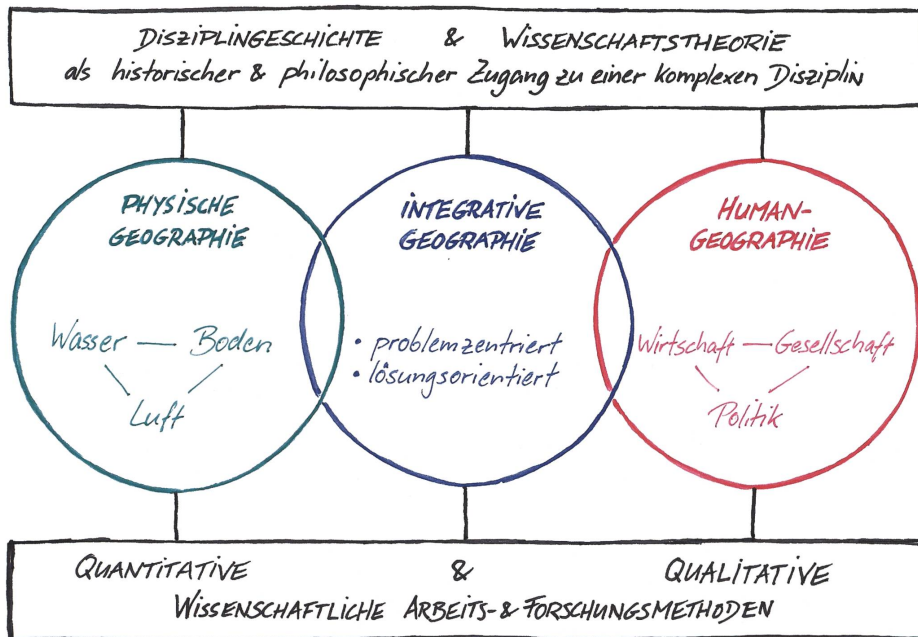 DISZIPLINGESCHICHTE & WISSENSCHAFTSTHEORIE
als historischer & philosophischer Zugang zu einer komplexen Disziplin
PHYSISCHE
GEOGRAPHIE
Wasser — Boden
Luft
INTEGRATIVE
GEOGRAPHIE
• problemzentriert
• lösungsorientiert
HUMAN-
GEOGRAPHIE
Wirtschaft — Gesellschaft
Politik
QUANTITATIVE & QUALITATIVE
WISSENSCHAFTLICHE ARBEITS- & FORSCHUNGSMETHODEN